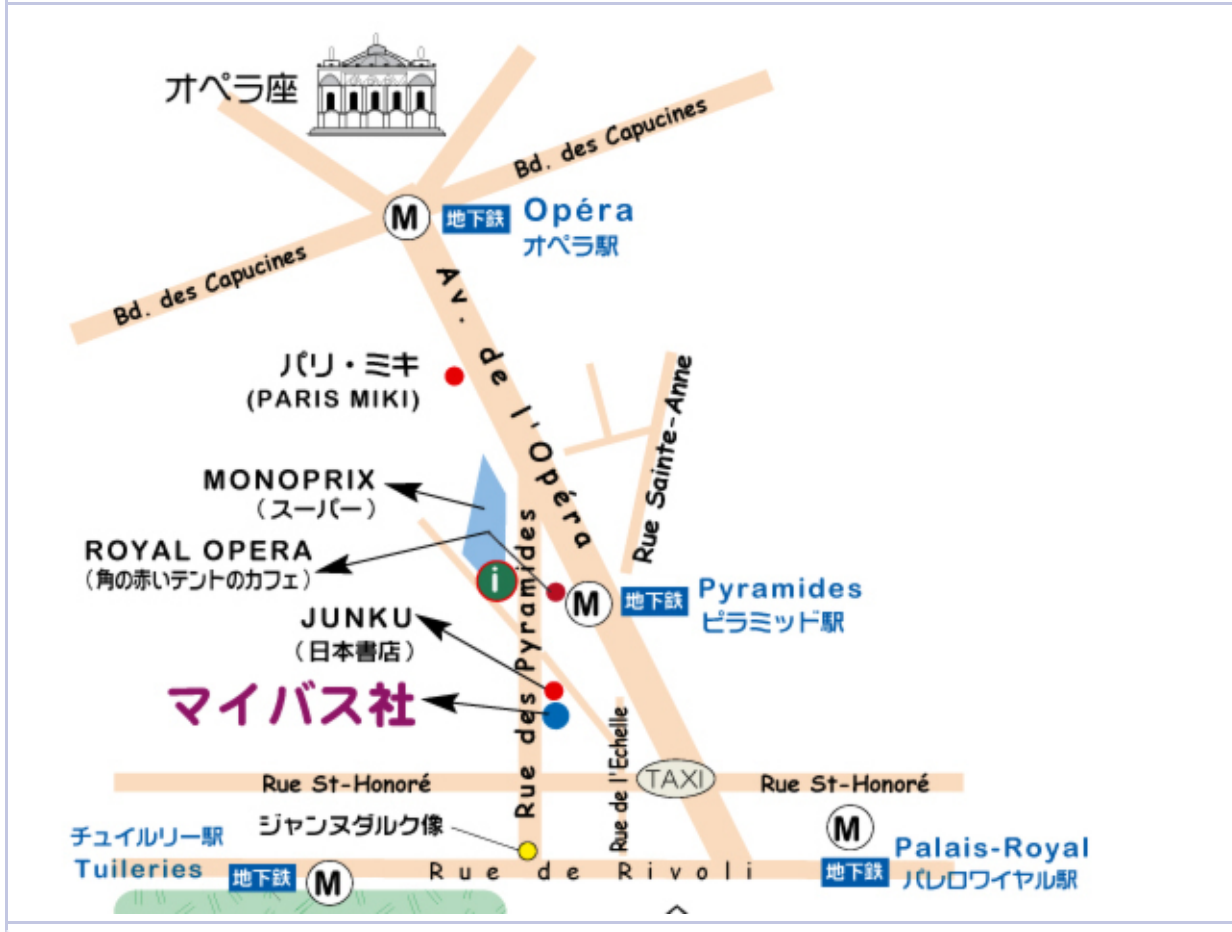 オペラ座
Bd. des Capucines
M
地下鉄
Opéra
オペラ駅
Bd. des Capucines
Av. de l'Opéra
パリ・ミキ
(PARIS MIKI)
Rue Sainte-Anne
MONOPRIX
(スーパー)
ROYAL OPERA
(角の赤いテントのカフェ)
i
M
地下鉄
Pyramides
ピラミッド駅
JUNKU
(日本書店)
マイバス社
Rue des Pyramides
Rue de l'Echelle
Rue St-Honoré
TAXI
Rue St-Honoré
ジャンヌダルク像
チュイルリー駅
Tuileries
地下鉄
M
Rue de Rivoli
M
地下鉄
Palais-Royal
パレロワイヤル駅